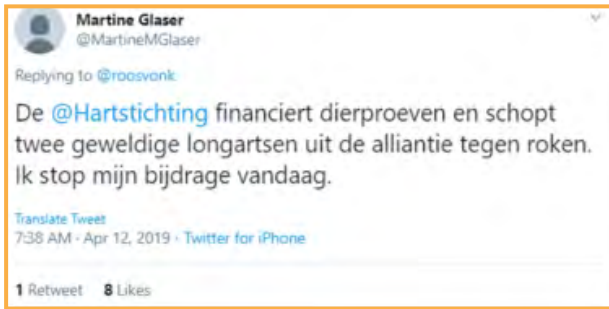 Martine Glaser
@MartineMGlaser
Replying to @roosvonk
De @Hartstichting financiert dierproeven en schopt
twee geweldige longartsen uit de alliantie tegen roken.
Ik stop mijn bijdrage vandaag.
Translate Tweet
7:38 AM · Apr 12, 2019 · Twitter for iPhone
1 Retweet 8 Likes